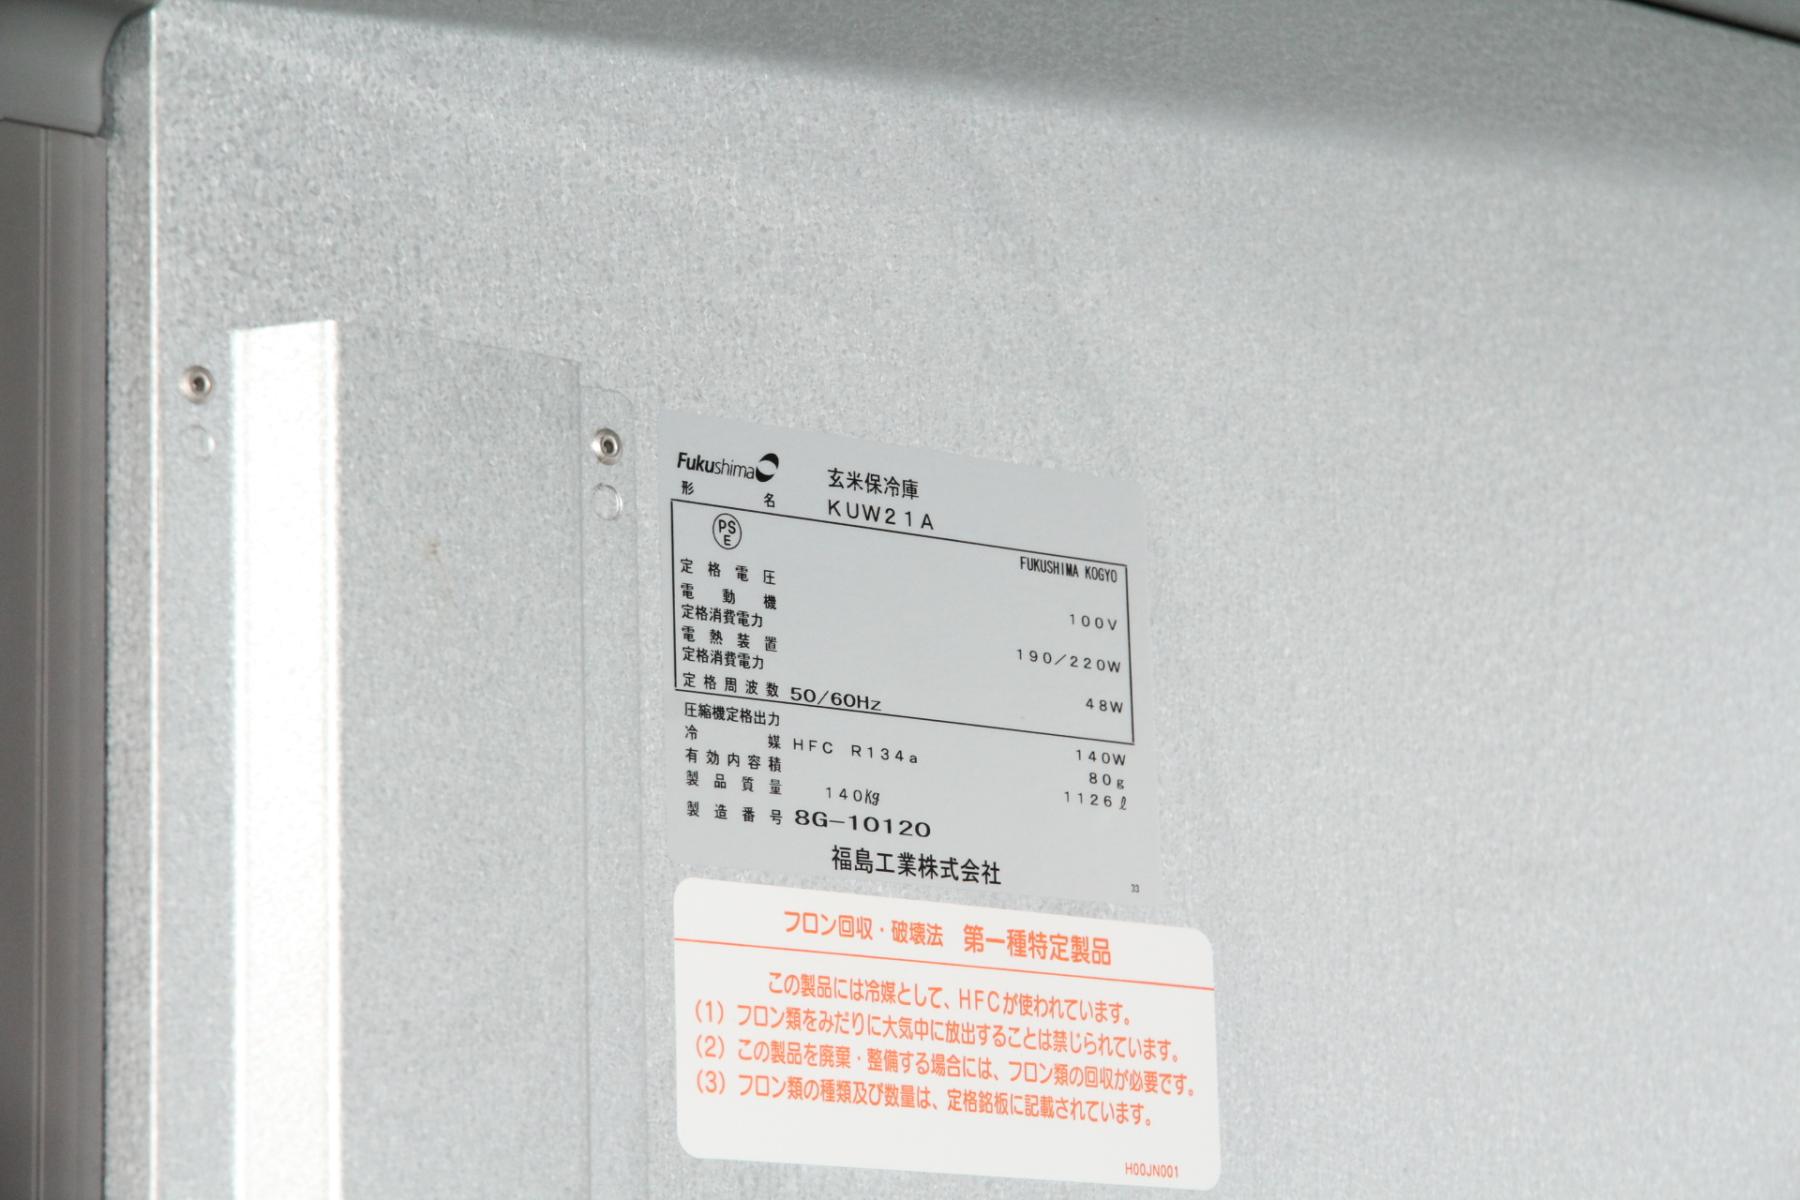 Fukushima 玄米保冷庫
形名 KUW21A
PS E
FUKUSHIMA KOGYO
定格電圧 100V
電動機
定格消費電力 190/220W
電熱装置
定格消費電力 48W
定格周波数 50/60Hz
圧縮機定格出力 140W
冷媒 HFC R134a 80g
有効内容積 1126ℓ
製品質量 140kg
製造番号 8G-10120
福島工業株式会社
33
フロン回収・破壊法 第一種特定製品
この製品には冷媒として、HFCが使われています。
(1) フロン類をみだりに大気中に放出することは禁じられています。
(2) この製品を廃棄・整備する場合には、フロン類の回収が必要です。
(3) フロン類の種類及び数量は、定格銘板に記載されています。
H00JN001